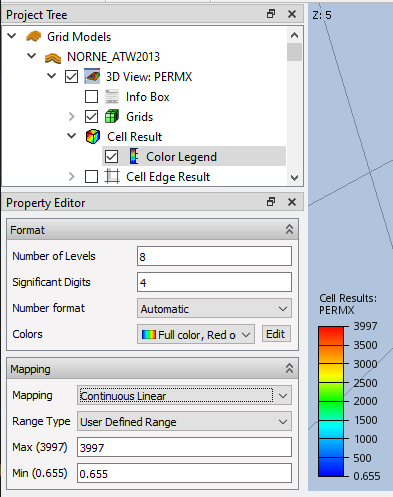 Project Tree
Grid Models
NORNE_ATW2013
3D View: PERMX
Info Box
Grids
Cell Result
Color Legend
Cell Edge Result
Property Editor
Format
Number of Levels 8
Significant Digits 4
Number format Automatic
Colors Full color, Red o Edit
Mapping
Mapping Continuous Linear
Range Type User Defined Range
Max (3997) 3997
Min (0.655) 0.655
Z: 5
Cell Results:
PERMX
3997
3500
3000
2500
2000
1500
1000
500
0.655